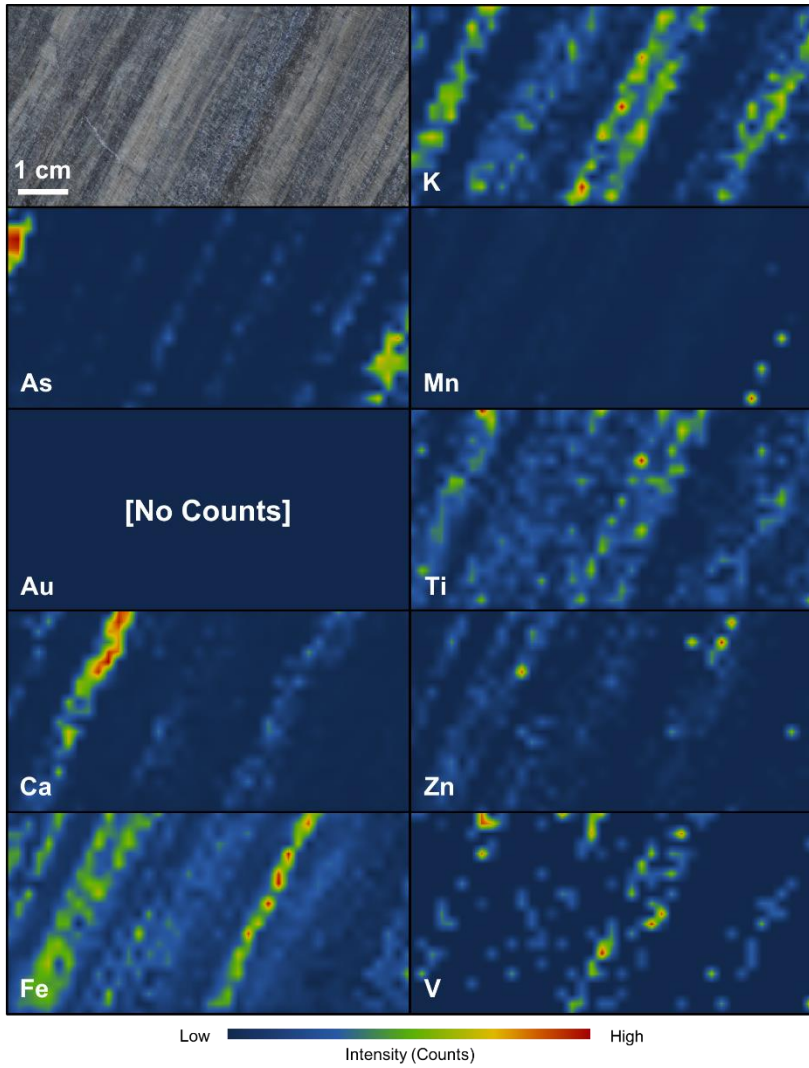 1 cm
K
As
Mn
[No Counts]
Au
Ti
Ca
Zn
Fe
V
Low
High
Intensity (Counts)